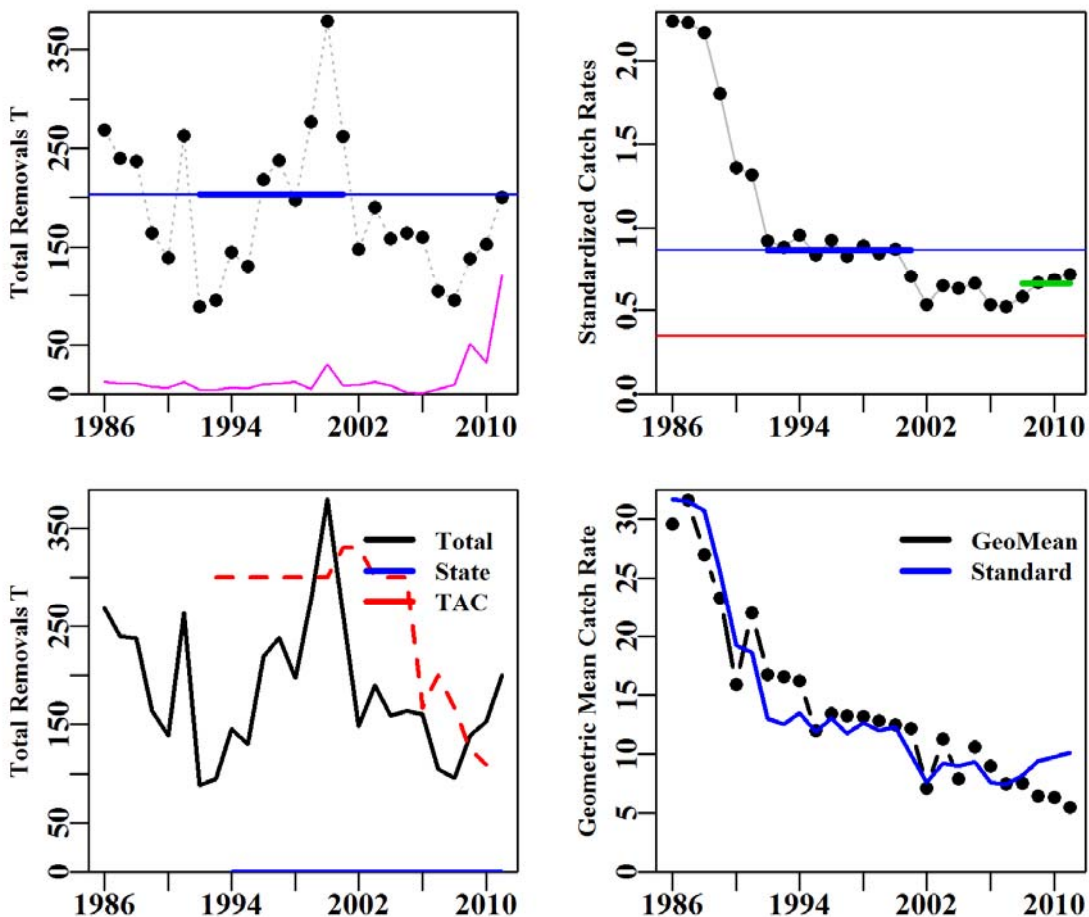 Total Removals T
350
250
150
50
0
1986 1994 2002 2010
Standardized Catch Rates
2.0
1.5
1.0
0.5
0.0
1986 1994 2002 2010
Total Removals T
350
250
150
50
0
1986 1994 2002 2010
Total
State
TAC
Geometric Mean Catch Rate
30
25
20
15
10
5
1986 1994 2002 2010
GeoMean
Standard